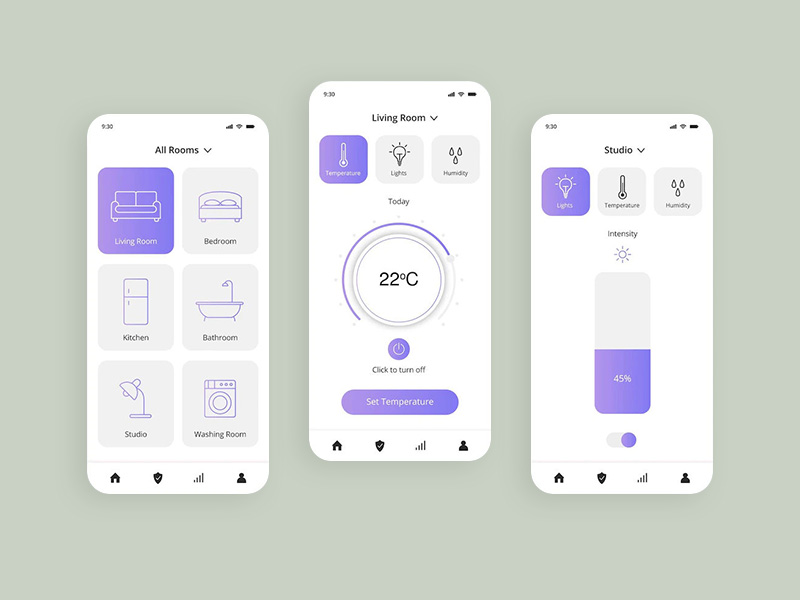 9:30
All Rooms
Living Room
Bedroom
Kitchen
Bathroom
Studio
Washing Room
9:30
Living Room
Temperature
Lights
Humidity
Today
22°C
Click to turn off
Set Temperature
9:30
Studio
Lights
Temperature
Humidity
Intensity
45%